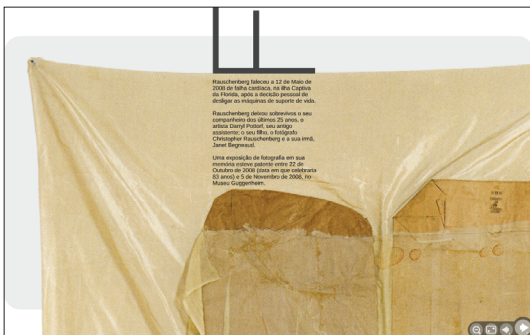 Rauschenberg faleceu a 12 de Maio de
2008 de falha cardíaca, na ilha Captiva
da Florida, após a decisão pessoal de
desligar as máquinas de suporte de vida.
Rauschenberg deixou sobrevivos o seu
companheiro dos últimos 25 anos, o
artista Darryl Pottorf, seu antigo
assistente; o seu filho, o fotógrafo
Christopher Rauschenberg e a sua irmã,
Janet Begneaud.
Uma exposição de fotografia em sua
memória esteve patente entre 22 de
Outubro de 2008 (data em que celebraria
83 anos) e 5 de Novembro de 2008, no
Museu Guggenheim.